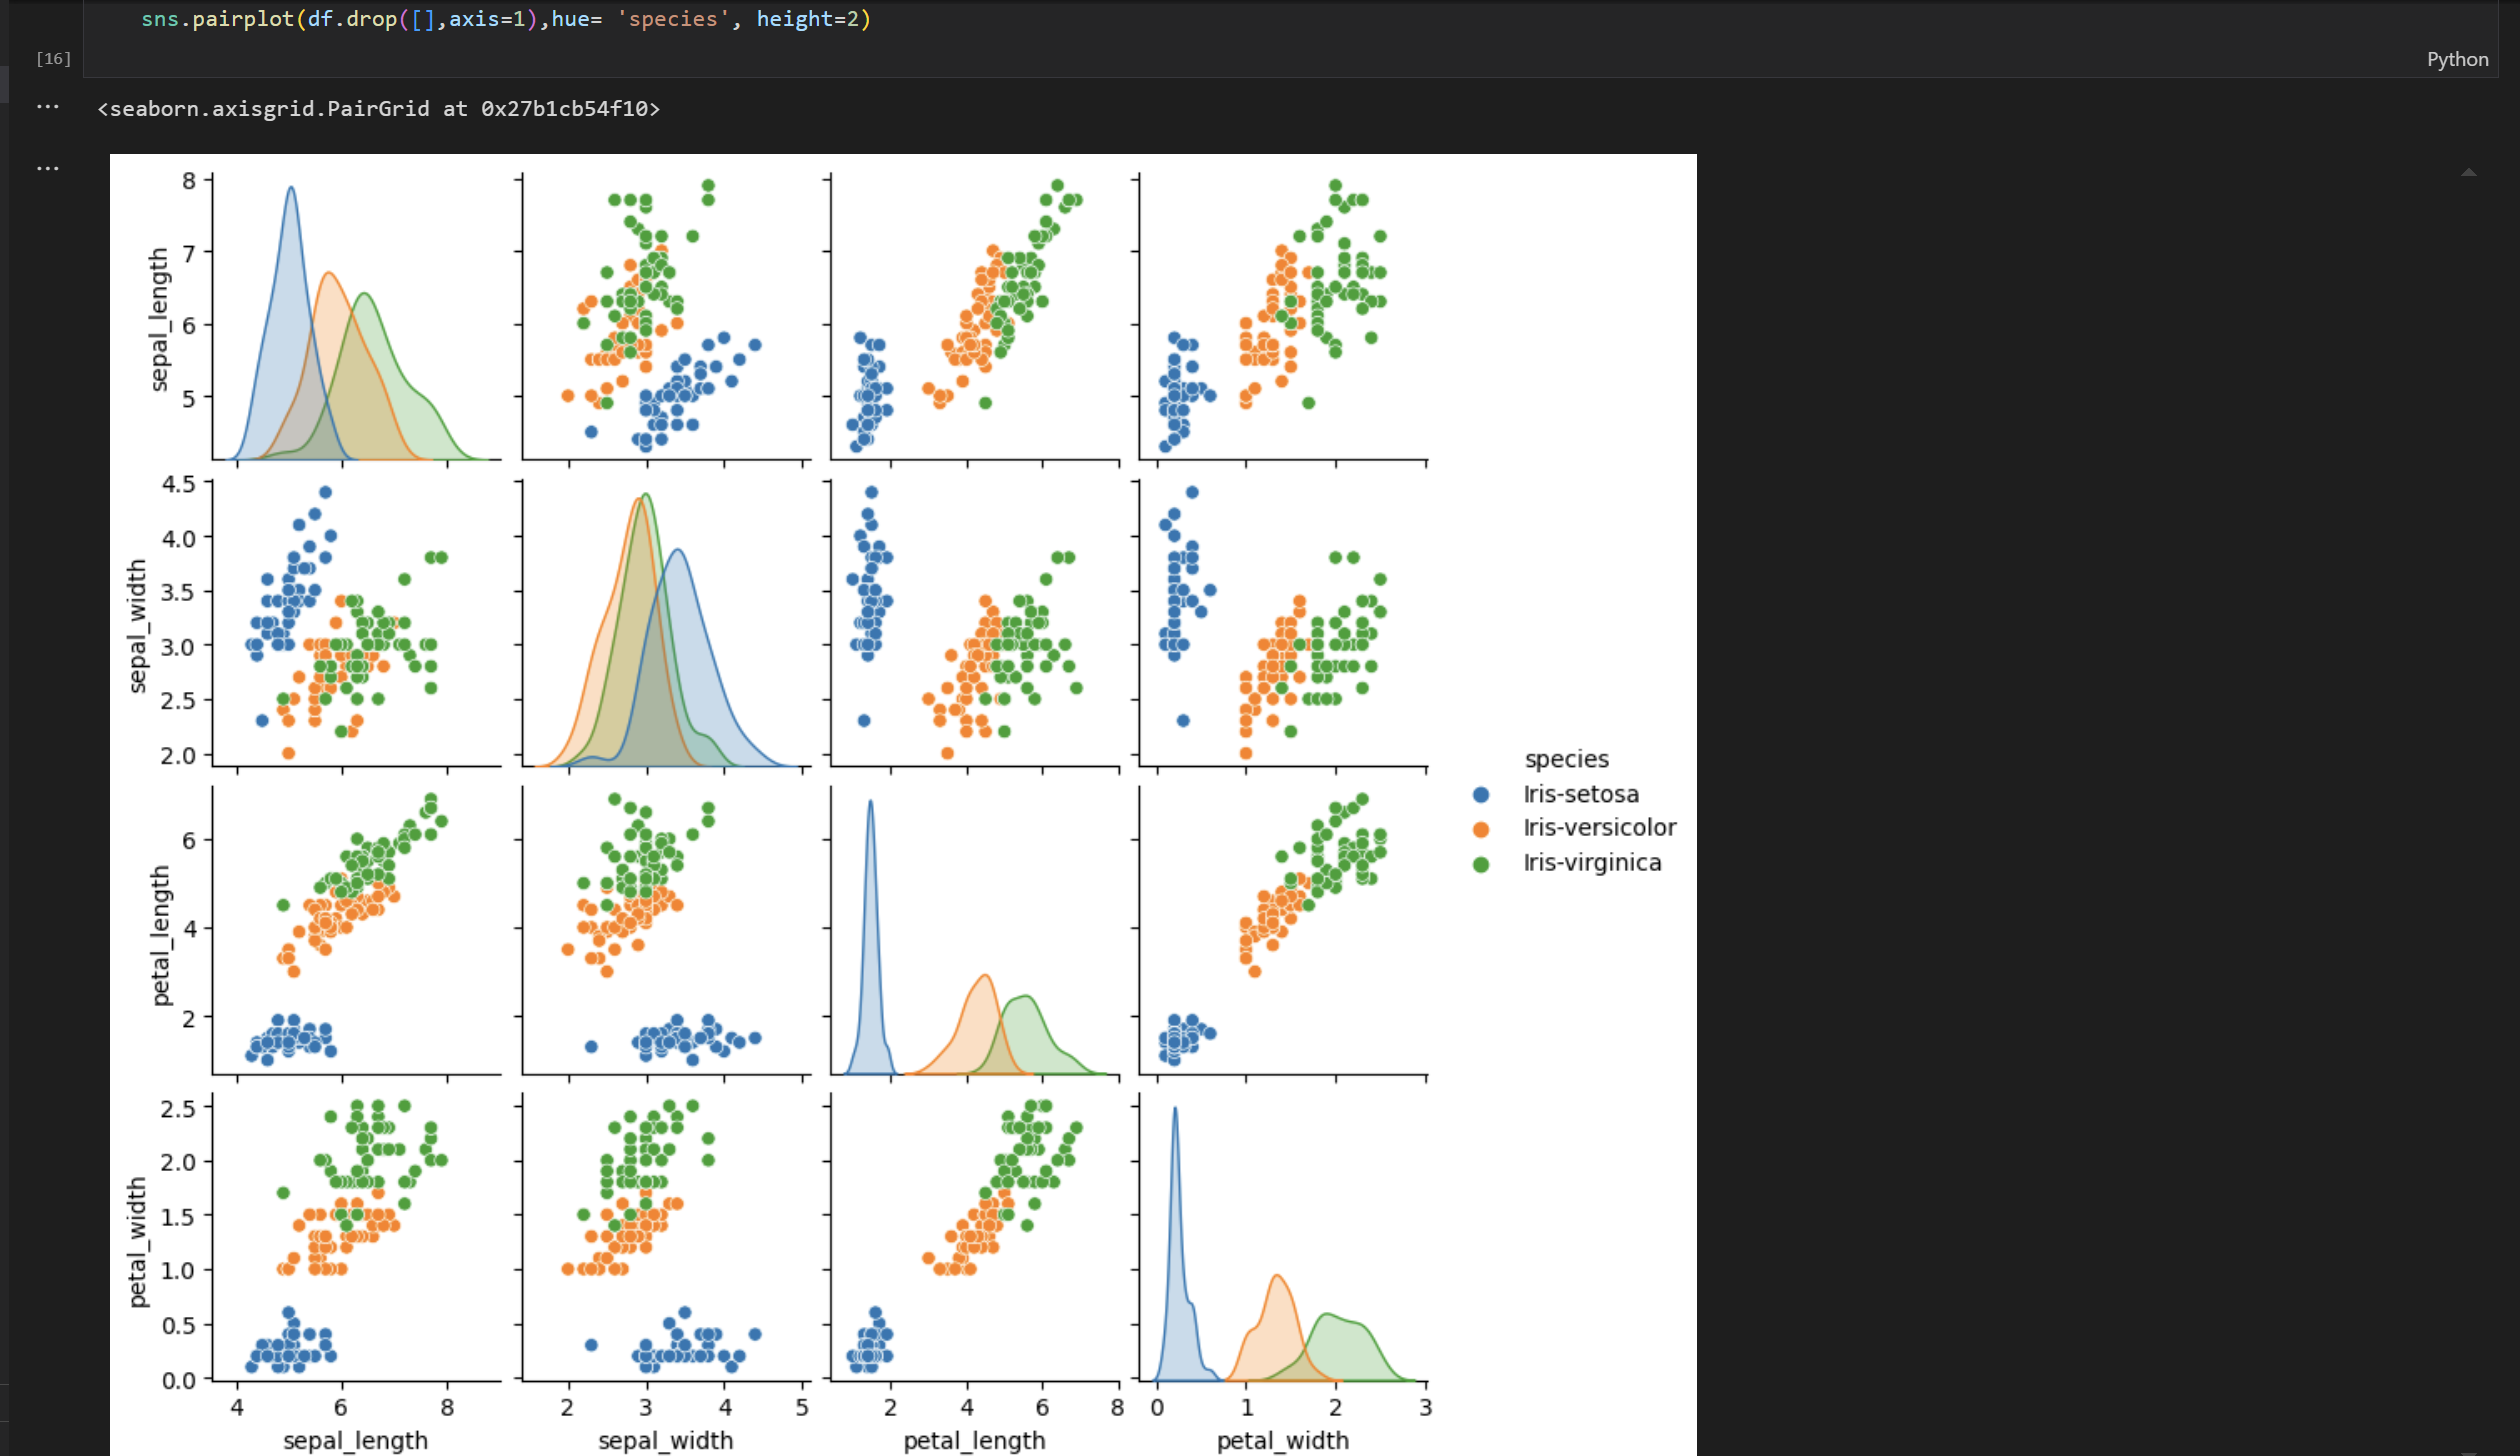 sns.pairplot(df.drop([],axis=1),hue= 'species', height=2)
[16]
Python
...
<seaborn.axisgrid.PairGrid at 0x27b1cb54f10>
...
8
7
6
5
sepal_length
4.5
4.0
3.5
3.0
2.5
2.0
sepal_width
6
4
2
petal_length
2.5
2.0
1.5
1.0
0.5
0.0
petal_width
4 6 8
2 3 4 5
2 4 6 8
0 1 2 3
sepal_length
sepal_width
petal_length
petal_width
species
Iris-setosa
Iris-versicolor
Iris-virginica